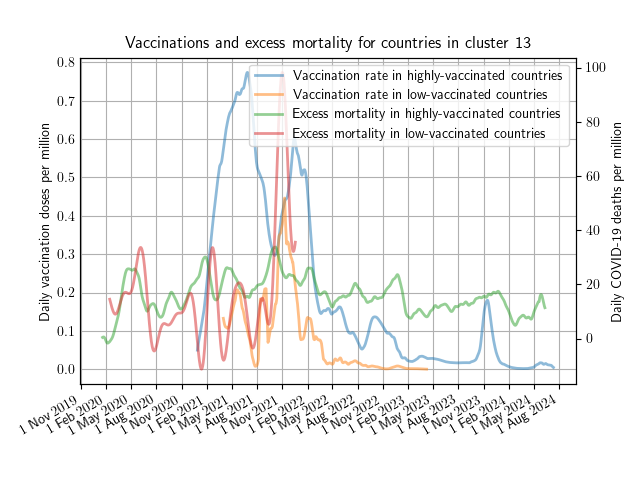 Vaccinations and excess mortality for countries in cluster 13
Vaccination rate in highly-vaccinated countries
Vaccination rate in low-vaccinated countries
Excess mortality in highly-vaccinated countries
Excess mortality in low-vaccinated countries
Daily vaccination doses per million
0.8
0.7
0.6
0.5
0.4
0.3
0.2
0.1
0.0
100
80
60
40
20
0
Daily COVID-19 deaths per million
1 Nov 2019
1 Feb 2020
1 May 2020
1 Aug 2020
1 Nov 2020
1 Feb 2021
1 May 2021
1 Aug 2021
1 Nov 2021
1 Feb 2022
1 May 2022
1 Aug 2022
1 Nov 2022
1 Feb 2023
1 May 2023
1 Aug 2023
1 Nov 2023
1 Feb 2024
1 May 2024
1 Aug 2024